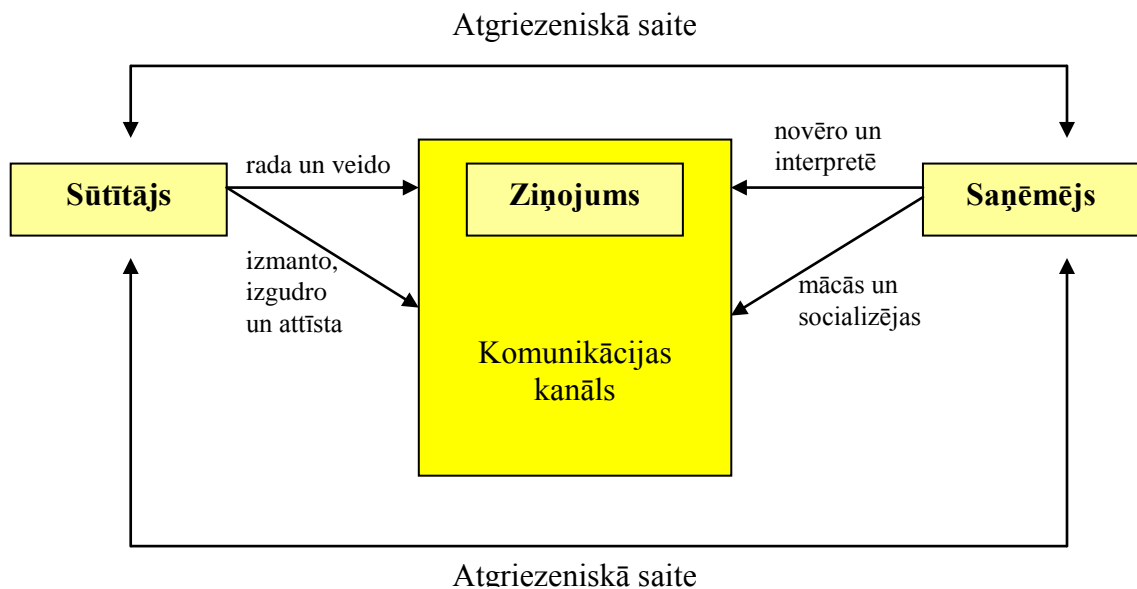 Atgriezeniskā saite
novēro un
interpretē
rada un veido
Sūtītājs
Ziņojums
Saņēmējs
izmanto,
izgudro
un attīsta
mācās un
socializējas
Komunikācijas
kanāls
Atgriezeniskā saite